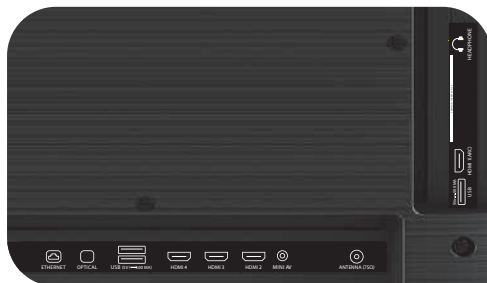 HEADPHONE
HDMI 1(ARC)
USB
ETHERNET
OPTICAL
USB
HDMI 4
HDMI 3
HDMI 2
MINI AV
ANTENNA (75Ω)